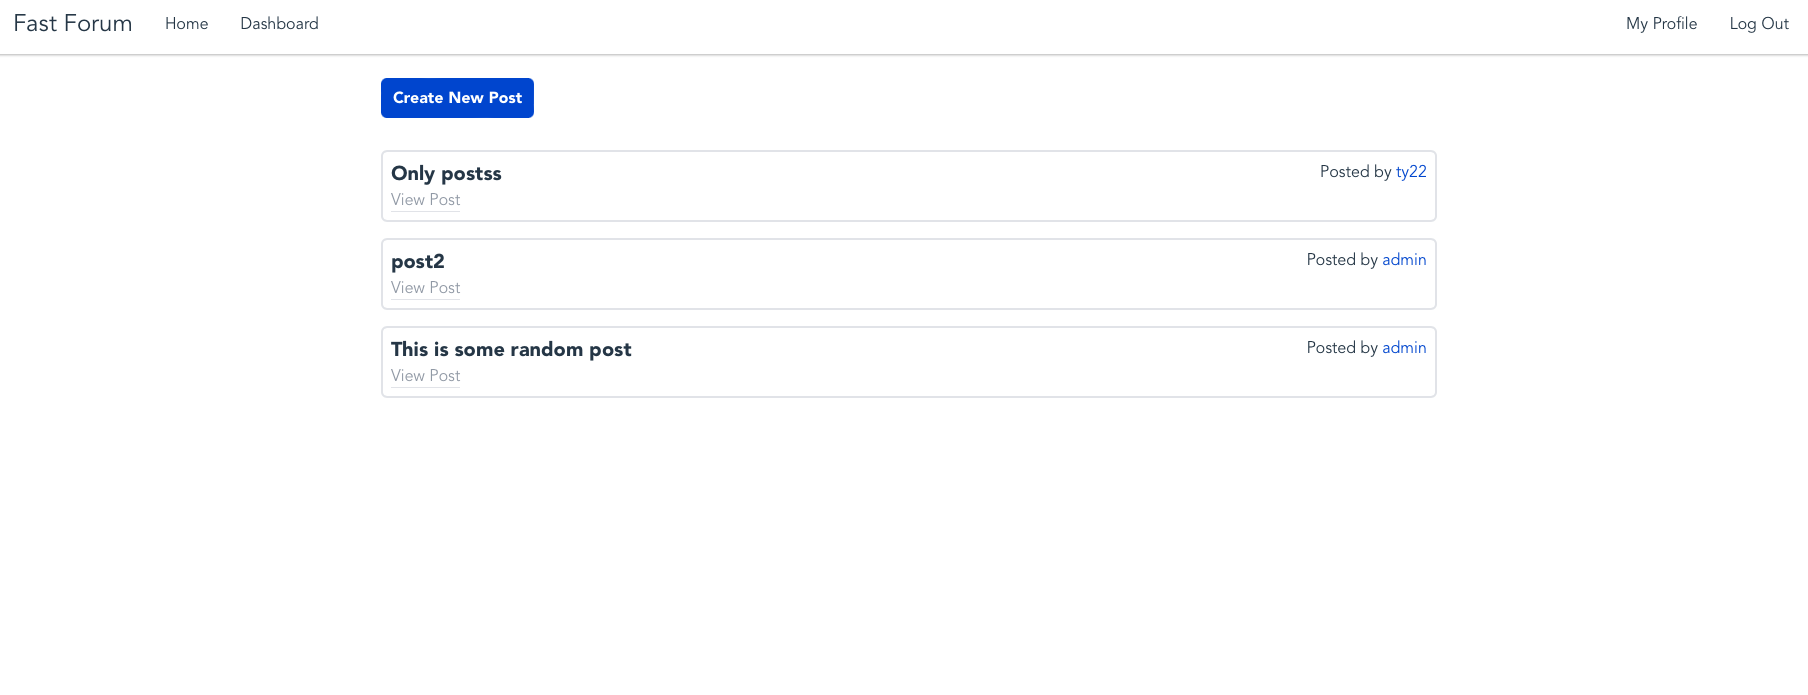 Fast Forum Home Dashboard My Profile Log Out
Create New Post
Only postss Posted by ty22
View Post
post2 Posted by admin
View Post
This is some random post Posted by admin
View Post